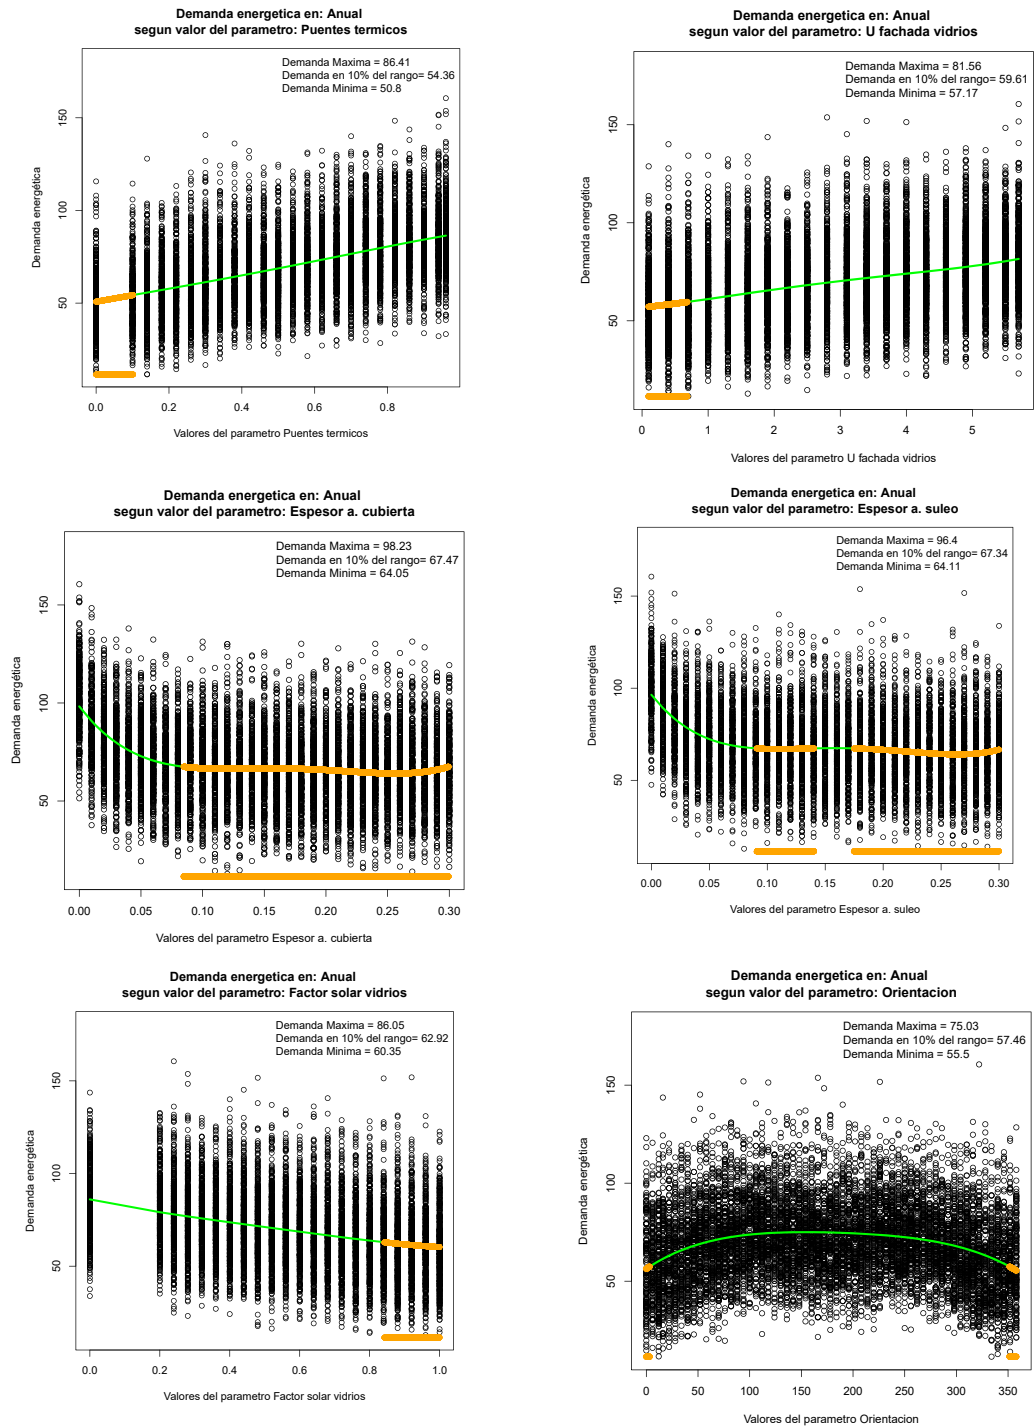 Demanda energetica en: Anual
segun valor del parametro: Puentes termicos
Demanda Maxima = 86.41
Demanda en 10% del rango= 54.36
Demanda Minima = 50.8
Demanda energética
150
100
50
0.0 0.2 0.4 0.6 0.8
Valores del parametro Puentes termicos
Demanda energetica en: Anual
segun valor del parametro: U fachada vidrios
Demanda Maxima = 81.56
Demanda en 10% del rango= 59.61
Demanda Minima = 57.17
Demanda energética
150
100
50
0 1 2 3 4 5
Valores del parametro U fachada vidrios
Demanda energetica en: Anual
segun valor del parametro: Espesor a. cubierta
Demanda Maxima = 98.23
Demanda en 10% del rango= 67.47
Demanda Minima = 64.05
Demanda energética
150
100
50
0.00 0.05 0.10 0.15 0.20 0.25 0.30
Valores del parametro Espesor a. cubierta
Demanda energetica en: Anual
segun valor del parametro: Espesor a. suleo
Demanda Maxima = 96.4
Demanda en 10% del rango= 67.34
Demanda Minima = 64.11
Demanda energética
150
100
50
0.00 0.05 0.10 0.15 0.20 0.25 0.30
Valores del parametro Espesor a. suleo
Demanda energetica en: Anual
segun valor del parametro: Factor solar vidrios
Demanda Maxima = 86.05
Demanda en 10% del rango= 62.92
Demanda Minima = 60.35
Demanda energética
150
100
50
0.0 0.2 0.4 0.6 0.8 1.0
Valores del parametro Factor solar vidrios
Demanda energetica en: Anual
segun valor del parametro: Orientacion
Demanda Maxima = 75.03
Demanda en 10% del rango= 57.46
Demanda Minima = 55.5
Demanda energética
150
100
50
0 50 100 150 200 250 300 350
Valores del parametro Orientacion